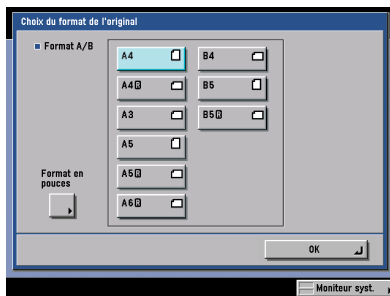 Choix du format de l'original
Format A/B
A4
B4
A4R
B5
A3
B5R
A5
Format en
pouces
A5R
A6R
OK
Moniteur syst.